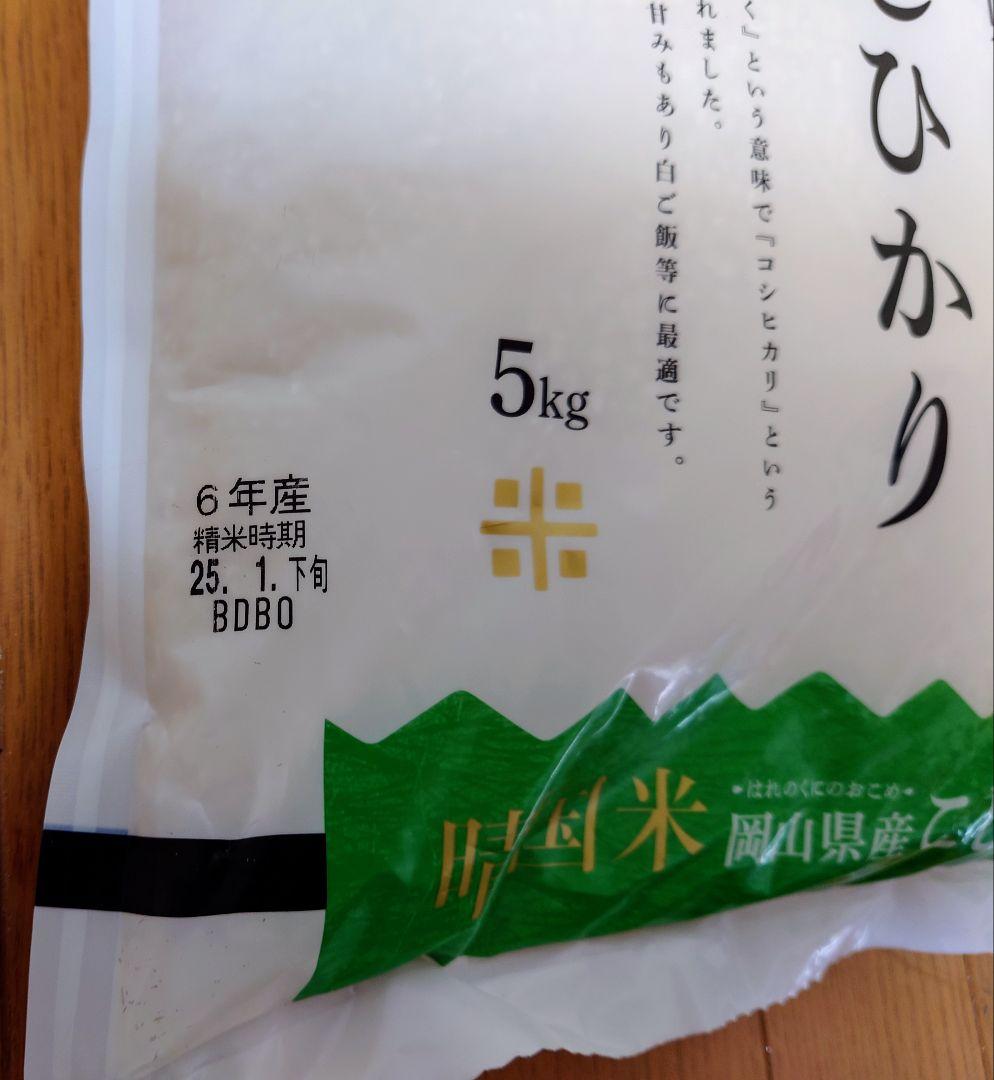 ひかり
く』という意味で『コシヒカリ』という
れました。
甘みもあり白ご飯等に最適です。
5kg
6年産
精米時期
25. 1.下旬
BDBO
はれのくにのおこめ
晴国米
岡山県産こ